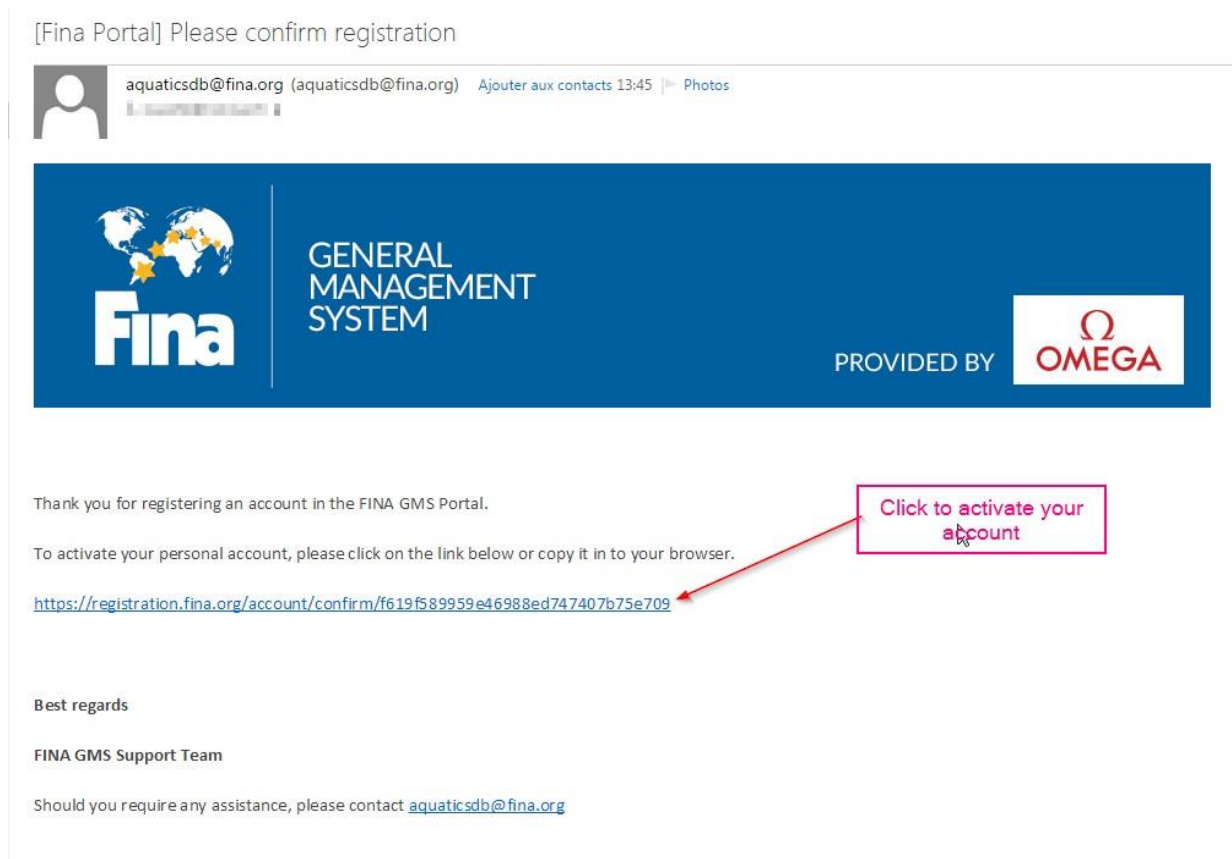 [Fina Portal] Please confirm registration
aquaticsdb@fina.org (aquaticsdb@fina.org) Ajouter aux contacts 13:45 Photos
Fina
GENERAL
MANAGEMENT
SYSTEM
PROVIDED BY
Ω
OMEGA
Thank you for registering an account in the FINA GMS Portal.
Click to activate your
account
To activate your personal account, please click on the link below or copy it in to your browser.
https://registration.fina.org/account/confirm/f619f589959e46988ed747407b75e709
Best regards
FINA GMS Support Team
Should you require any assistance, please contact aquaticsdb@fina.org